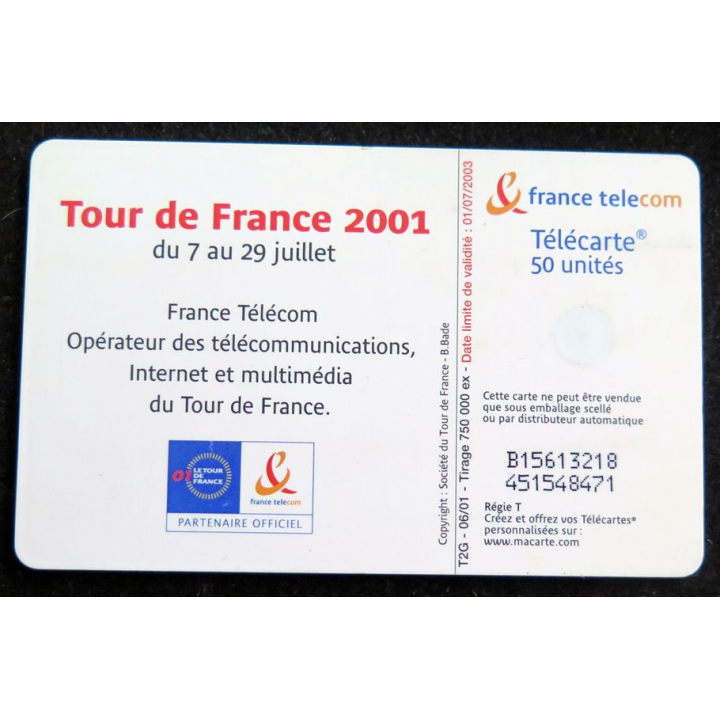 Tour de France 2001
du 7 au 29 juillet
France Télécom
Opérateur des télécommunications,
Internet et multimédia
du Tour de France.
01 LE TOUR
DE
FRANCE
france telecom
PARTENAIRE OFFICIEL
Copyright : Société du Tour de France - B.Bade
T2G - 06/01 - Tirage 750 000 ex - Date limite de validité : 01/07/2003
france telecom
Télécarte®
50 unités
Cette carte ne peut être vendue
que sous emballage scellé
ou par distributeur automatique
B15613218
451548471
Régie T
Créez et offrez vos Télécartes®
personnalisées sur :
www.macarte.com